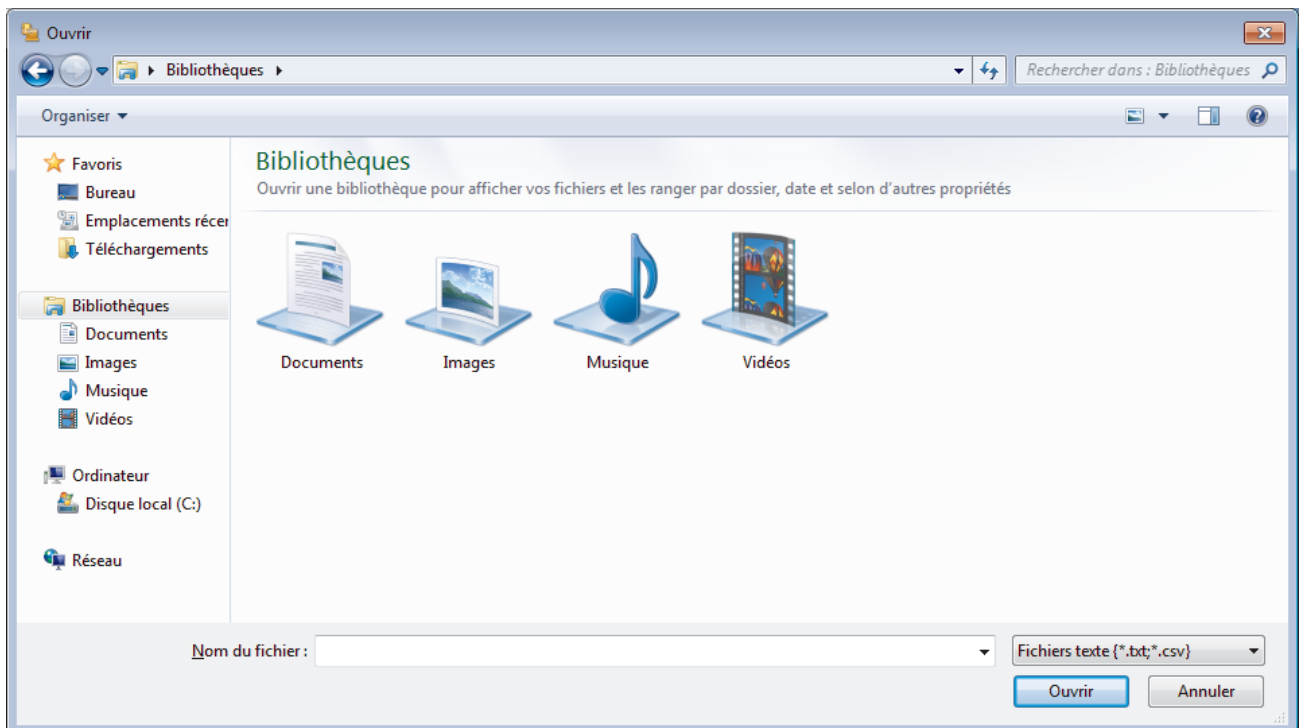 Ouvrir
Bibliothèques
Rechercher dans : Bibliothèques
Organiser
Favoris
Bureau
Emplacements récer
Téléchargements
Bibliothèques
Documents
Images
Musique
Vidéos
Ordinateur
Disque local (C:)
Réseau
Bibliothèques
Ouvrir une bibliothèque pour afficher vos fichiers et les ranger par dossier, date et selon d'autres propriétés
Documents Images Musique Vidéos
Nom du fichier : Fichiers texte {*.txt;*.csv}
Ouvrir Annuler